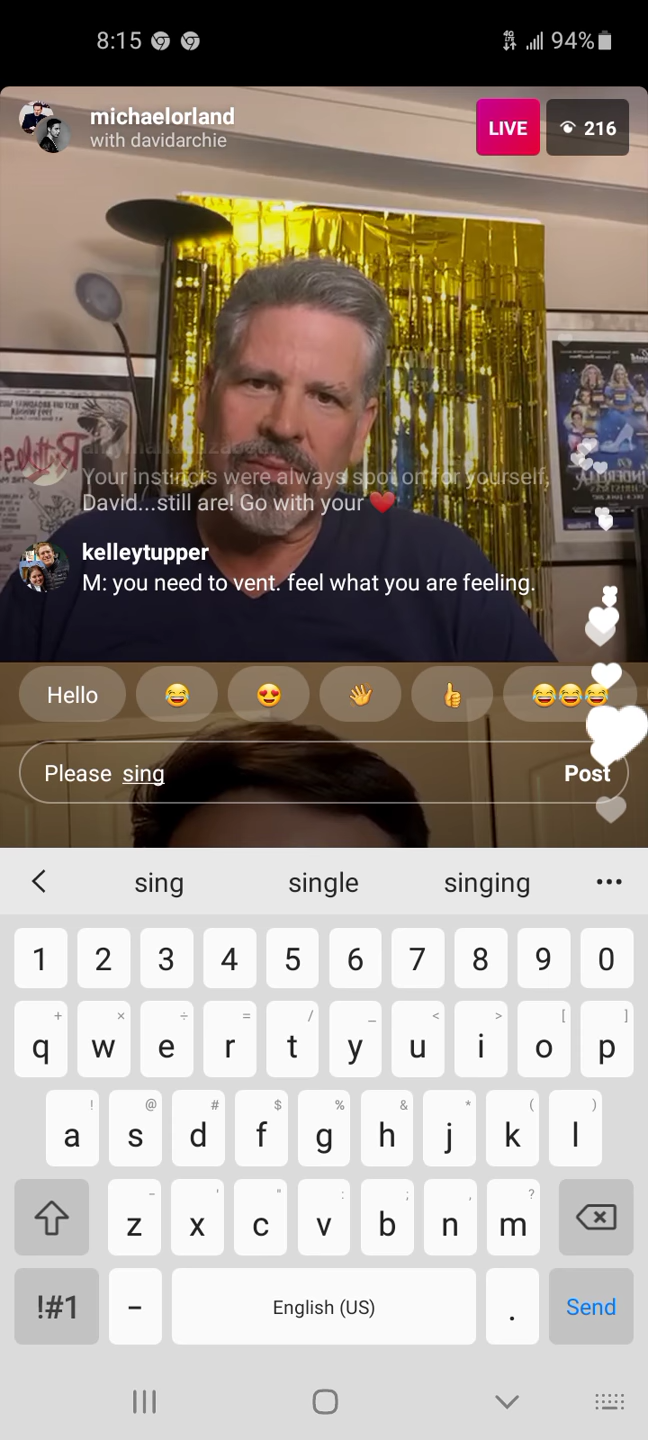 8:15 94%
michaelorland
with davidarchie
LIVE 216
Your instincts were always spot on for yourself,
David...still are! Go with your ❤️
kelleytupper
M: you need to vent. feel what you are feeling.
Hello 😂 😍 👋 👍 😂😂😂
Please sing Post
sing single singing
1 2 3 4 5 6 7 8 9 0
+ × ÷ = / _ < > [ ]
q w e r t y u i o p
! @ # $ % & * ( )
a s d f g h j k l
- ' " : ; , ?
z x c v b n m
!#1 - English (US) . Send